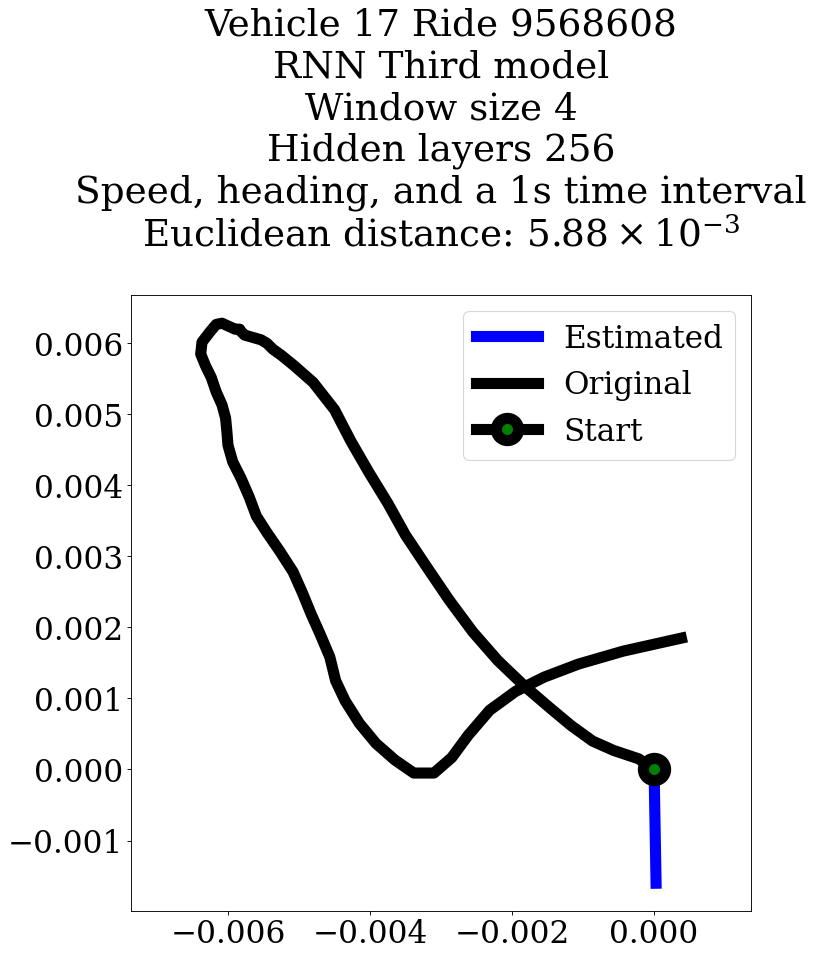 Vehicle 17 Ride 9568608
RNN Third model
Window size 4
Hidden layers 256
Speed, heading, and a 1s time interval
Euclidean distance: 5.88 × 10⁻³
Estimated
Original
Start
0.006
0.005
0.004
0.003
0.002
0.001
0.000
−0.001
−0.006 −0.004 −0.002 0.000